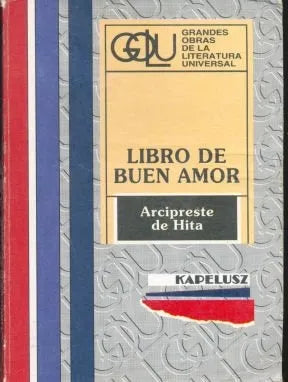 GOLU
GRANDES
OBRAS
DE LA
LITERATURA
UNIVERSAL
LIBRO DE
BUEN AMOR
Arcipreste
de Hita
KAPELUSZ